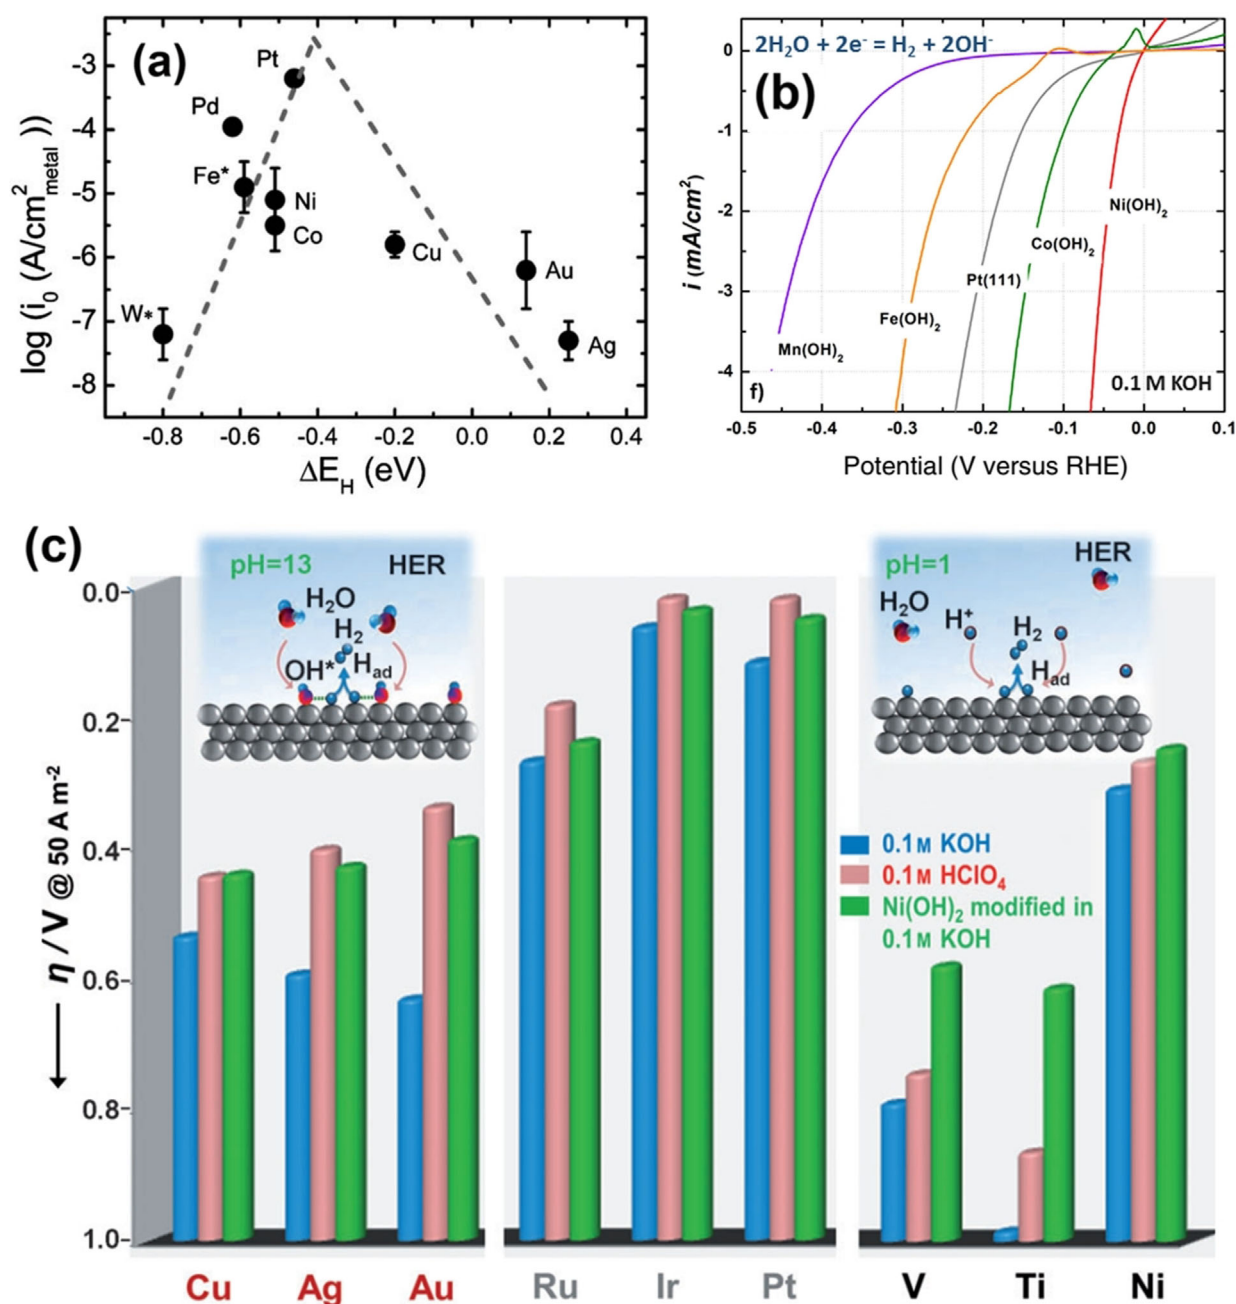 (a)
log (i₀ (A/cm²metal ))
-3
-4
-5
-6
-7
-8
Pt
Pd
Fe*
Ni
Co
Cu
Au
W*
Ag
-0.8 -0.6 -0.4 -0.2 0.0 0.2 0.4
ΔE_H (eV)
(b)
2H₂O + 2e⁻ = H₂ + 2OH⁻
i (mA/cm²)
0
-1
-3
-4
Ni(OH)₂
Co(OH)₂
Pt(111)
Fe(OH)₂
Mn(OH)₂
f)
0.1 M KOH
-0.5 -0.4 -0.3 -0.2 -0.1 0.0 0.1
Potential (V versus RHE)
(c)
pH=13 HER
H₂O
H₂
OH* H_ad
pH=1 HER
H₂O
H⁺
H₂
H_ad
η / V @ 50 A m⁻²
0.0
0.2
0.4
0.6
0.8
1.0
0.1 M KOH
0.1 M HClO₄
Ni(OH)₂ modified in
0.1 M KOH
Cu Ag Au Ru Ir Pt V Ti Ni